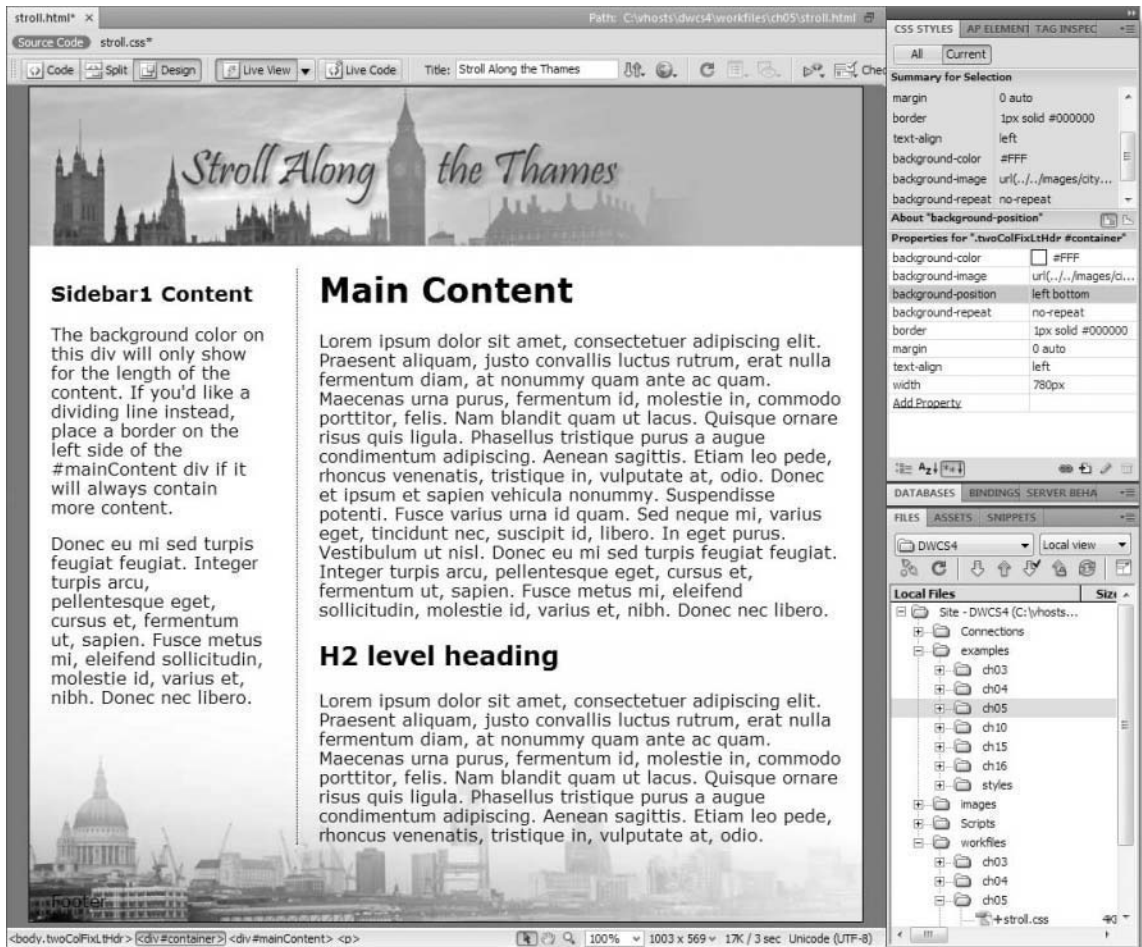 stroll.html* ×
Path: C:\vhosts\dwcs4\workfiles\ch05\stroll.html
Source Code stroll.css*
Code Split Design Live View Live Code Title: Stroll Along the Thames Chec
Stroll Along the Thames
Sidebar1 Content
The background color on
this div will only show
for the length of the
content. If you'd like a
dividing line instead,
place a border on the
left side of the
#mainContent div if it
will always contain
more content.
Donec eu mi sed turpis
feugiat feugiat. Integer
turpis arcu,
pellentesque eget,
cursus et, fermentum
ut, sapien. Fusce metus
mi, eleifend sollicitudin,
molestie id, varius et,
nibh. Donec nec libero.
Main Content
Lorem ipsum dolor sit amet, consectetuer adipiscing elit.
Praesent aliquam, justo convallis luctus rutrum, erat nulla
fermentum diam, at nonummy quam ante ac quam.
Maecenas urna purus, fermentum id, molestie in, commodo
porttitor, felis. Nam blandit quam ut lacus. Quisque ornare
risus quis ligula. Phasellus tristique purus a augue
condimentum adipiscing. Aenean sagittis. Etiam leo pede,
rhoncus venenatis, tristique in, vulputate at, odio. Donec
et ipsum et sapien vehicula nonummy. Suspendisse
potenti. Fusce varius urna id quam. Sed neque mi, varius
eget, tincidunt nec, suscipit id, libero. In eget purus.
Vestibulum ut nisl. Donec eu mi sed turpis feugiat feugiat.
Integer turpis arcu, pellentesque eget, cursus et,
fermentum ut, sapien. Fusce metus mi, eleifend
sollicitudin, molestie id, varius et, nibh. Donec nec libero.
H2 level heading
Lorem ipsum dolor sit amet, consectetuer adipiscing elit.
Praesent aliquam, justo convallis luctus rutrum, erat nulla
fermentum diam, at nonummy quam ante ac quam.
Maecenas urna purus, fermentum id, molestie in, commodo
porttitor, felis. Nam blandit quam ut lacus. Quisque ornare
risus quis ligula. Phasellus tristique purus a augue
condimentum adipiscing. Aenean sagittis. Etiam leo pede,
rhoncus venenatis, tristique in, vulputate at, odio.
Footer
<body.twoColFixLtHdr> <div#container> <div#mainContent> <p> 100% 1003 x 569 17K / 3 sec Unicode (UTF-8)
CSS STYLES AP ELEMENT TAG INSPEC
All Current
Summary for Selection
margin 0 auto
border 1px solid #000000
text-align left
background-color #FFF
background-image url(../../images/city...
background-repeat no-repeat
About "background-position"
Properties for ".twoColFixLtHdr #container"
background-color #FFF
background-image url(../../images/ci...
background-position left bottom
background-repeat no-repeat
border 1px solid #000000
margin 0 auto
text-align left
width 780px
Add Property
DATABASES BINDINGS SERVER BEHA
FILES ASSETS SNIPPETS
DWCS4 Local view
Local Files Size
Site - DWCS4 (C:\vhosts...
Connections
examples
ch03
ch04
ch05
ch10
ch15
ch16
styles
images
Scripts
workfiles
ch03
ch04
ch05
stroll.css